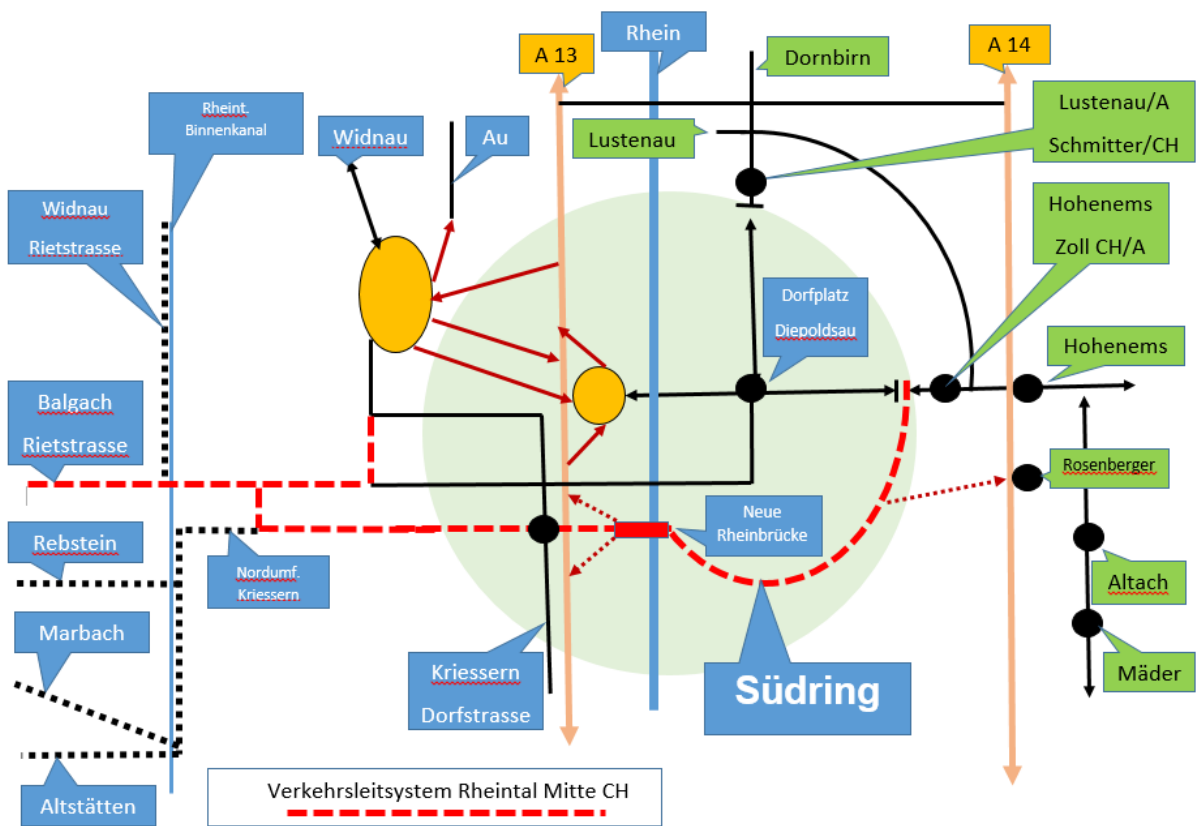 A 13
Rhein
A 14
Dornbirn
Rheint.
Binnenkanal
Widnau
Au
Lustenau
Lustenau/A
Schmitter/CH
Widnau
Rietstrasse
Hohenems
Zoll CH/A
Dorfplatz
Diepoldsau
Hohenems
Balgach
Rietstrasse
Rosenberger
Rebstein
Neue
Rheinbrücke
Nordumf.
Kriessern
Altach
Marbach
Kriessern
Dorfstrasse
Südring
Mäder
Altstätten
Verkehrsleitsystem Rheintal Mitte CH